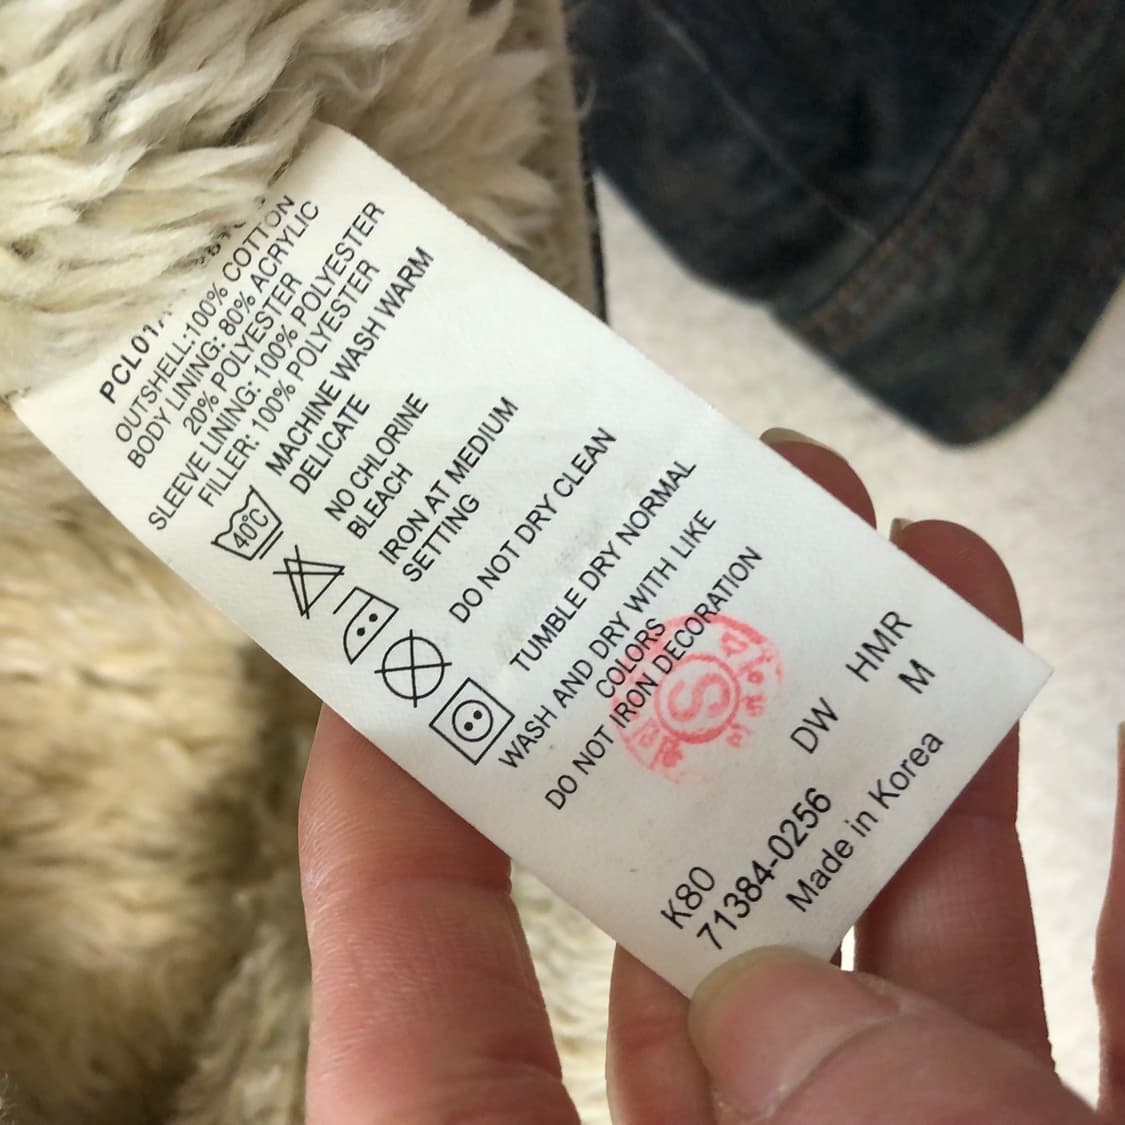 PCL017
OUTSHELL:100% COTTON
BODY LINING: 80% ACRYLIC
20% POLYESTER
SLEEVE LINING: 100% POLYESTER
FILLER: 100% POLYESTER
40°C
MACHINE WASH WARM
DELICATE
NO CHLORINE
BLEACH
IRON AT MEDIUM
SETTING
DO NOT DRY CLEAN
TUMBLE DRY NORMAL
WASH AND DRY WITH LIKE
COLORS
DO NOT IRON DECORATION
S
DW HMR
M
K80
71384-0256
Made in Korea